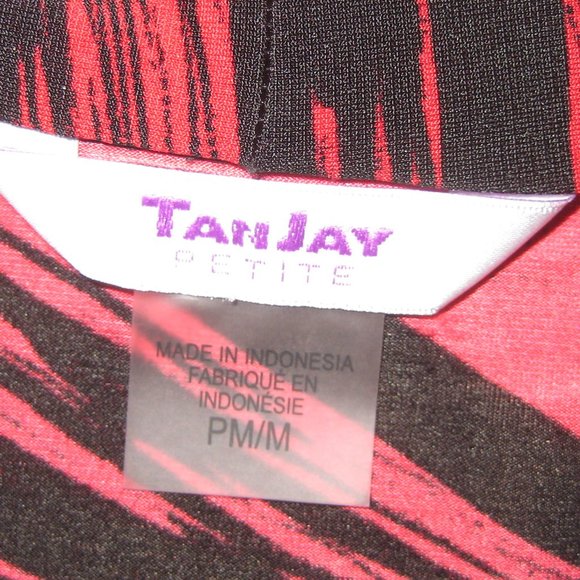 TANJAY
PETITE
MADE IN INDONESIA
FABRIQUÉ EN
INDONÉSIE
PM/M